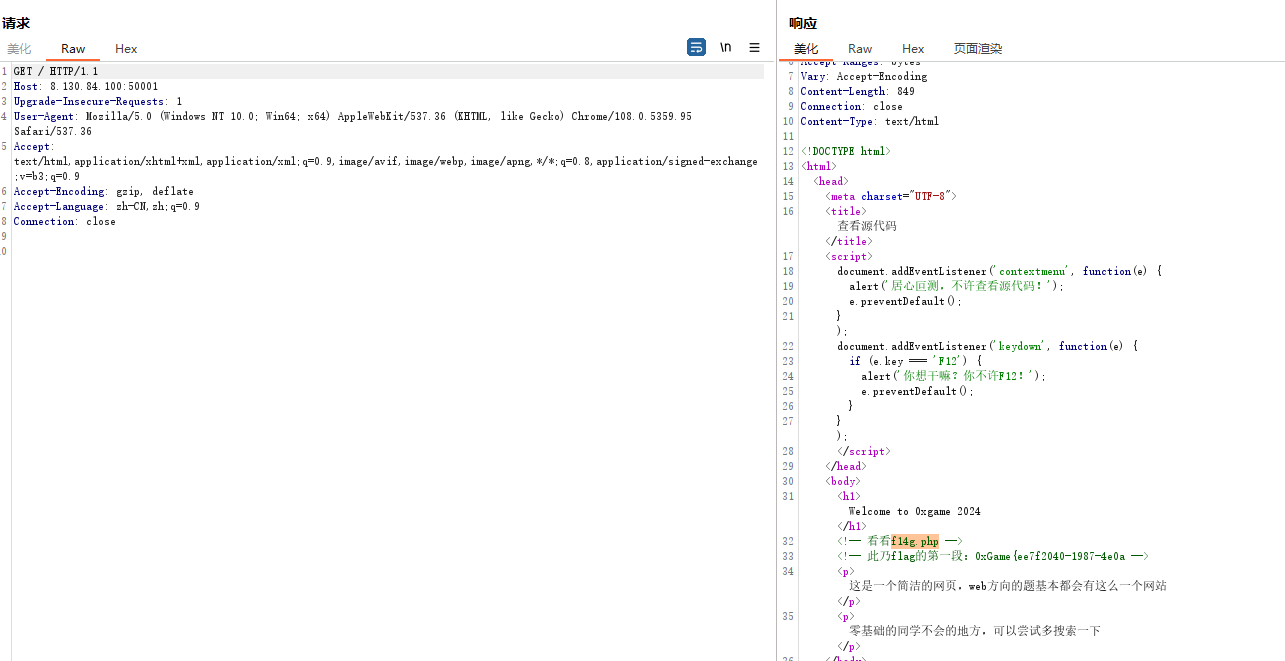 请求
美化 Raw Hex \n
1 GET / HTTP/1.1
2 Host: 8.130.84.100:50001
3 Upgrade-Insecure-Requests: 1
4 User-Agent: Mozilla/5.0 (Windows NT 10.0; Win64; x64) AppleWebKit/537.36 (KHTML, like Gecko) Chrome/108.0.5359.95
Safari/537.36
5 Accept:
text/html,application/xhtml+xml,application/xml;q=0.9,image/avif,image/webp,image/apng,*/*;q=0.8,application/signed-exchange
;v=b3;q=0.9
6 Accept-Encoding: gzip, deflate
7 Accept-Language: zh-CN,zh;q=0.9
8 Connection: close
9
0
响应
美化 Raw Hex 页面渲染
6 Accept-Ranges: bytes
7 Vary: Accept-Encoding
8 Content-Length: 849
9 Connection: close
10 Content-Type: text/html
11
12 <!DOCTYPE html>
13 <html>
14 <head>
15 <meta charset="UTF-8">
16 <title>
查看源代码
</title>
17 <script>
18 document.addEventListener('contextmenu', function(e) {
19 alert('居心叵测，不许查看源代码！');
20 e.preventDefault();
21 }
);
22 document.addEventListener('keydown', function(e) {
23 if (e.key === 'F12') {
24 alert('你想干嘛？你不许F12！');
25 e.preventDefault();
26 }
27 }
);
28 </script>
29 </head>
30 <body>
31 <h1>
Welcome to 0xgame 2024
</h1>
32 <!-- 看看f14g.php -->
33 <!-- 此乃flag的第一段：0xGame{ee7f2040-1987-4e0a -->
34 <p>
这是一个简洁的网页，web方向的题基本都会有这么一个网站
</p>
35 <p>
零基础的同学不会的地方，可以尝试多搜索一下
</p>
36 </body>